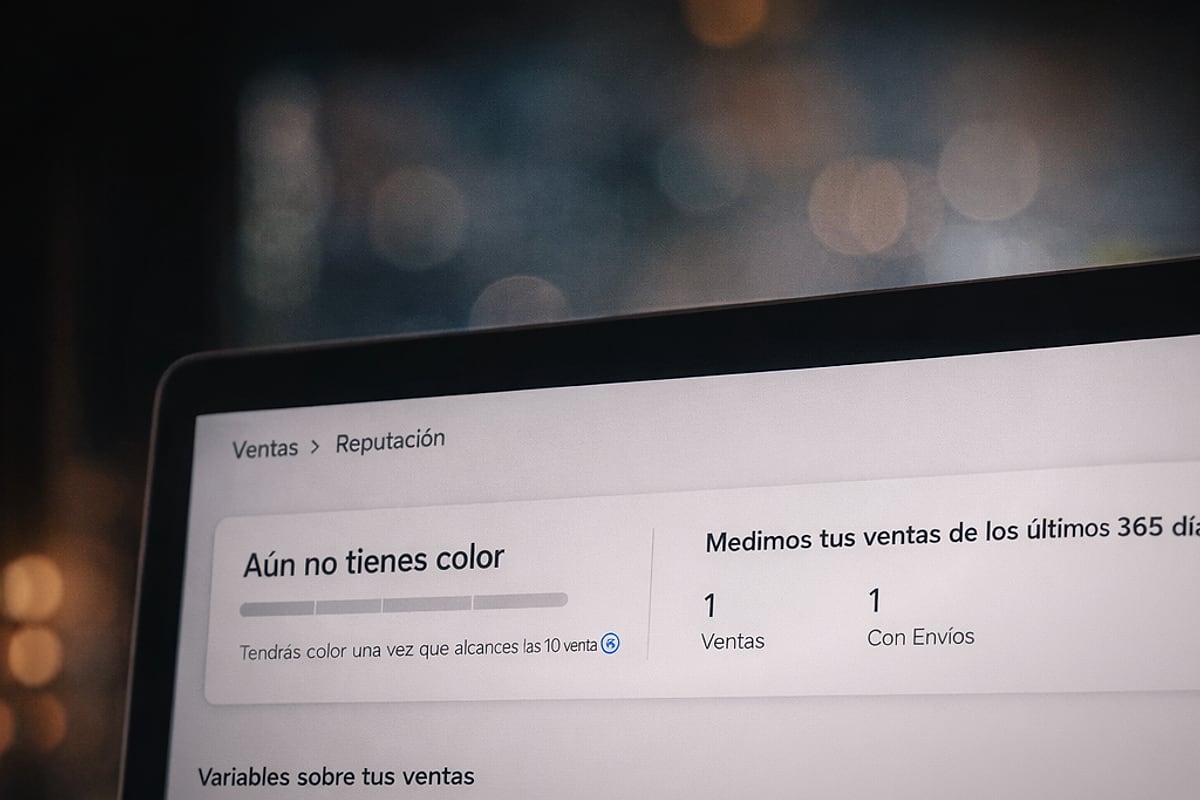 Ventas > Reputación
Aún no tienes color
Tendrás color una vez que alcances las 10 venta
Medimos tus ventas de los últimos 365 día
1
Ventas
1
Con Envíos
Variables sobre tus ventas